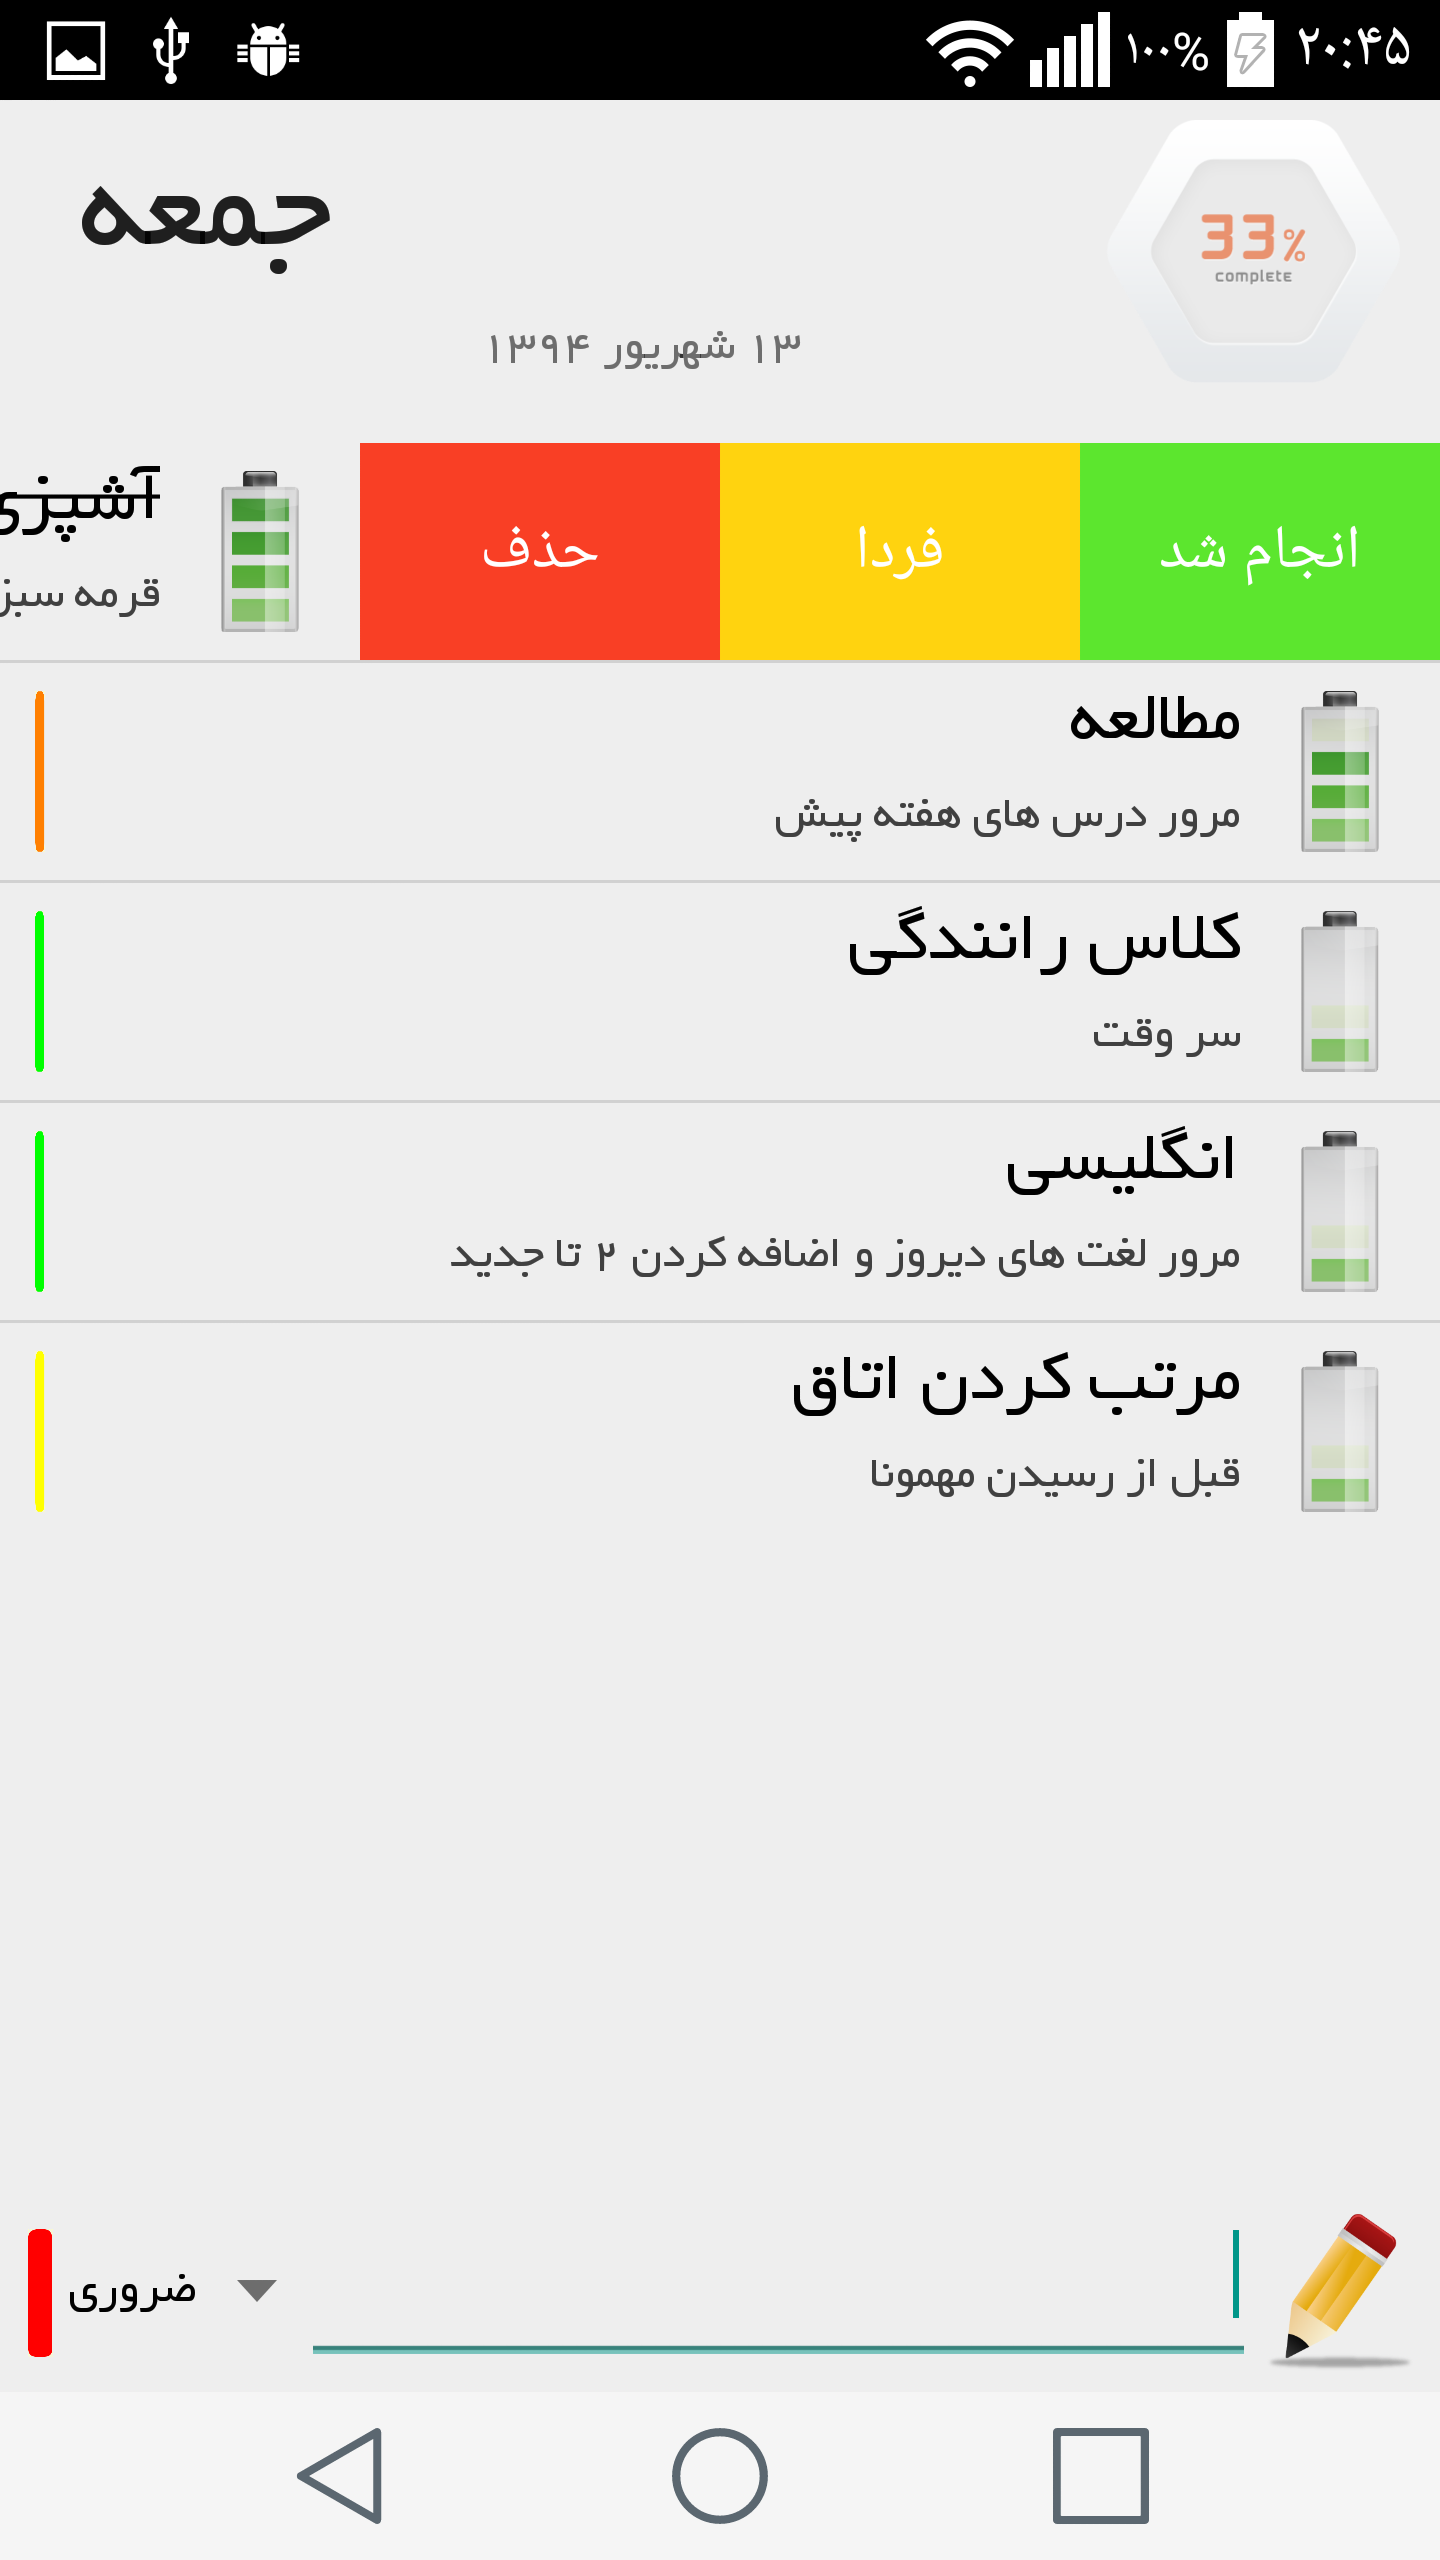 ۱۰۰% ۲۰:۴۵
جمعه
33%
complete
۱۳ شهریور ۱۳۹۴
انجام شد
فردا
حذف
آشپزی
قرمه سبز
مطالعه
مرور درس های هفته پیش
کلاس رانندگی
سر وقت
انگلیسی
مرور لغت های دیروز و اضافه کردن ۲ تا جدید
مرتب کردن اتاق
قبل از رسیدن مهمونا
ضروری